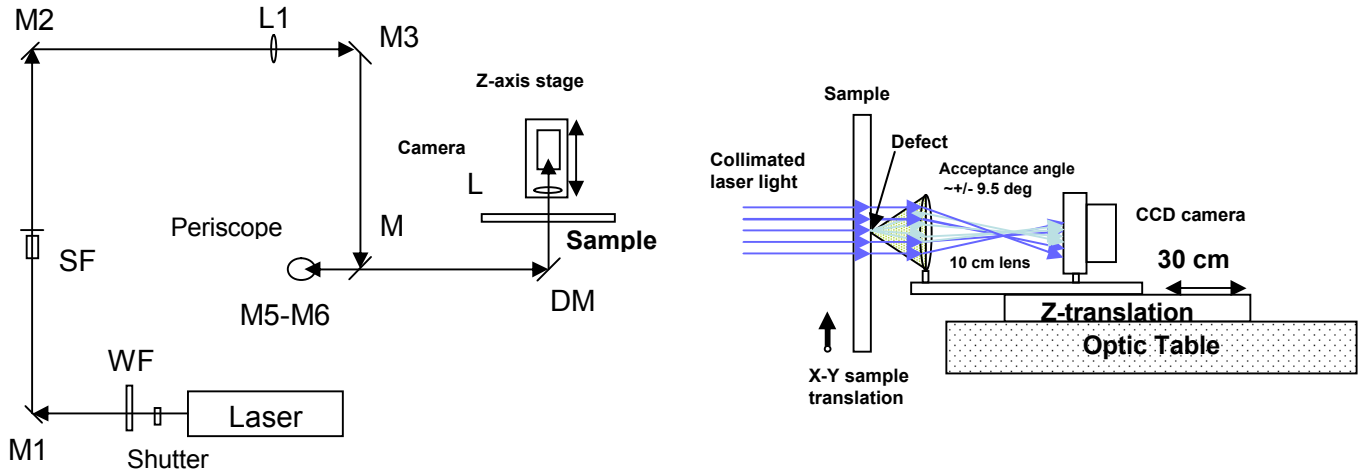 M2
L1
M3
Z-axis stage
Camera
L
Periscope
M
Sample
SF
M5-M6
DM
WF
Laser
M1
Shutter
Sample
Defect
Collimated
laser light
Acceptance angle
~+/- 9.5 deg
CCD camera
10 cm lens
30 cm
Z-translation
Optic Table
X-Y sample
translation